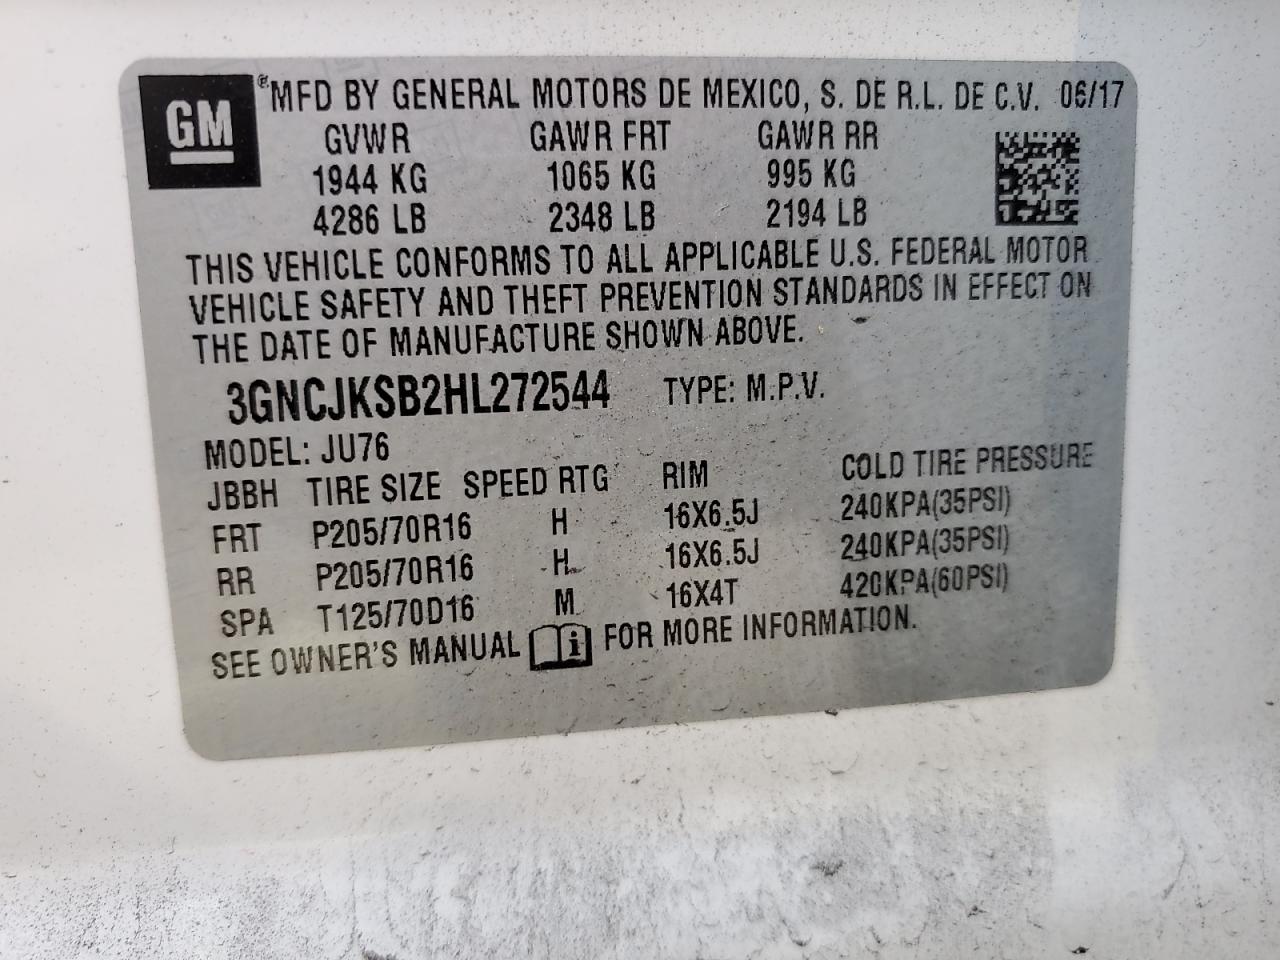 GM ® MFD BY GENERAL MOTORS DE MEXICO, S. DE R.L. DE C.V. 06/17
GVWR GAWR FRT GAWR RR
1944 KG 1065 KG 995 KG
4286 LB 2348 LB 2194 LB
THIS VEHICLE CONFORMS TO ALL APPLICABLE U.S. FEDERAL MOTOR
VEHICLE SAFETY AND THEFT PREVENTION STANDARDS IN EFFECT ON
THE DATE OF MANUFACTURE SHOWN ABOVE.
3GNCJKSB2HL272544 TYPE: M.P.V.
MODEL: JU76
JBBH TIRE SIZE SPEED RTG RIM COLD TIRE PRESSURE
FRT P205/70R16 H 16X6.5J 240KPA(35PSI)
RR P205/70R16 H 16X6.5J 240KPA(35PSI)
SPA T125/70D16 M 16X4T 420KPA(60PSI)
SEE OWNER'S MANUAL i FOR MORE INFORMATION.